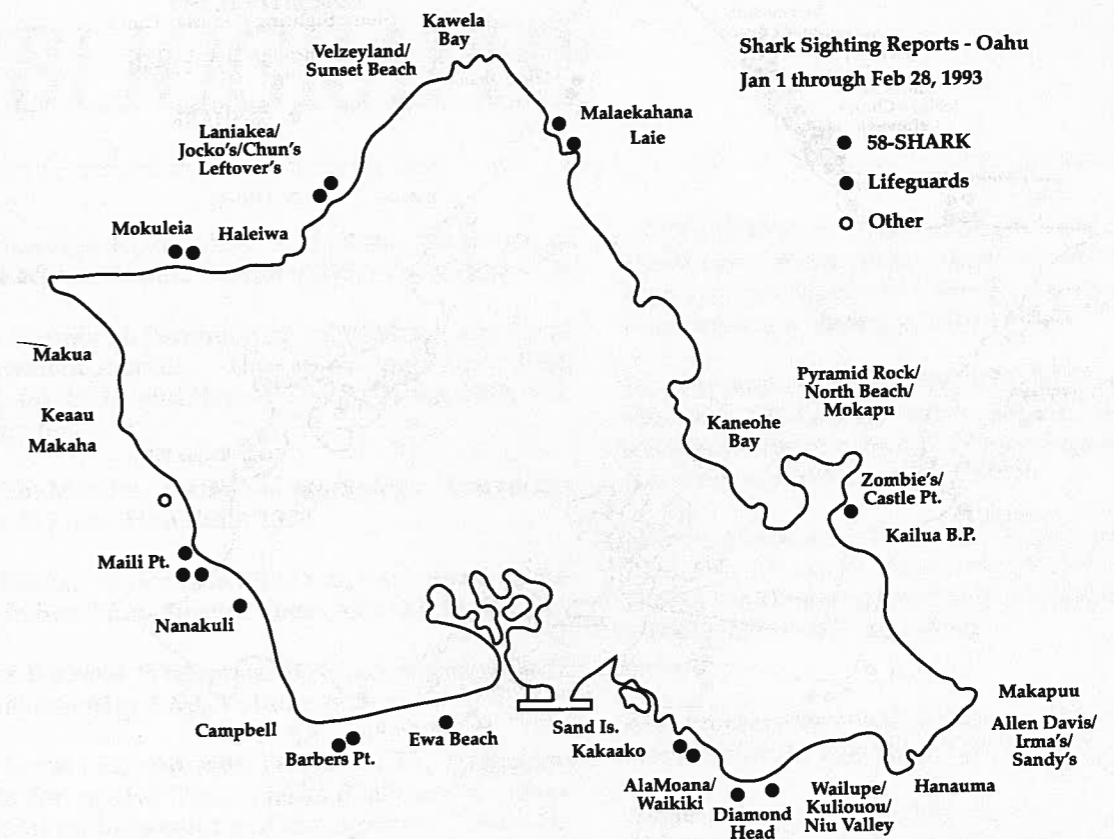 Kawela
Bay
Velzeyland/
Sunset Beach
Shark Sighting Reports - Oahu
Jan 1 through Feb 28, 1993
58-SHARK
Lifeguards
Other
Malaekahana
Laie
Laniakea/
Jocko's/Chun's
Leftover's
Mokuleia
Haleiwa
Makua
Keaau
Makaha
Pyramid Rock/
North Beach/
Mokapu
Kaneohe
Bay
Zombie's/
Castle Pt.
Kailua B.P.
Maili Pt.
Nanakuli
Campbell
Barbers Pt.
Ewa Beach
Sand Is.
Kakaako
AlaMoana/
Waikiki
Diamond
Head
Wailupe/
Kuliouou/
Niu Valley
Hanauma
Makapuu
Allen Davis/
Irma's/
Sandy's